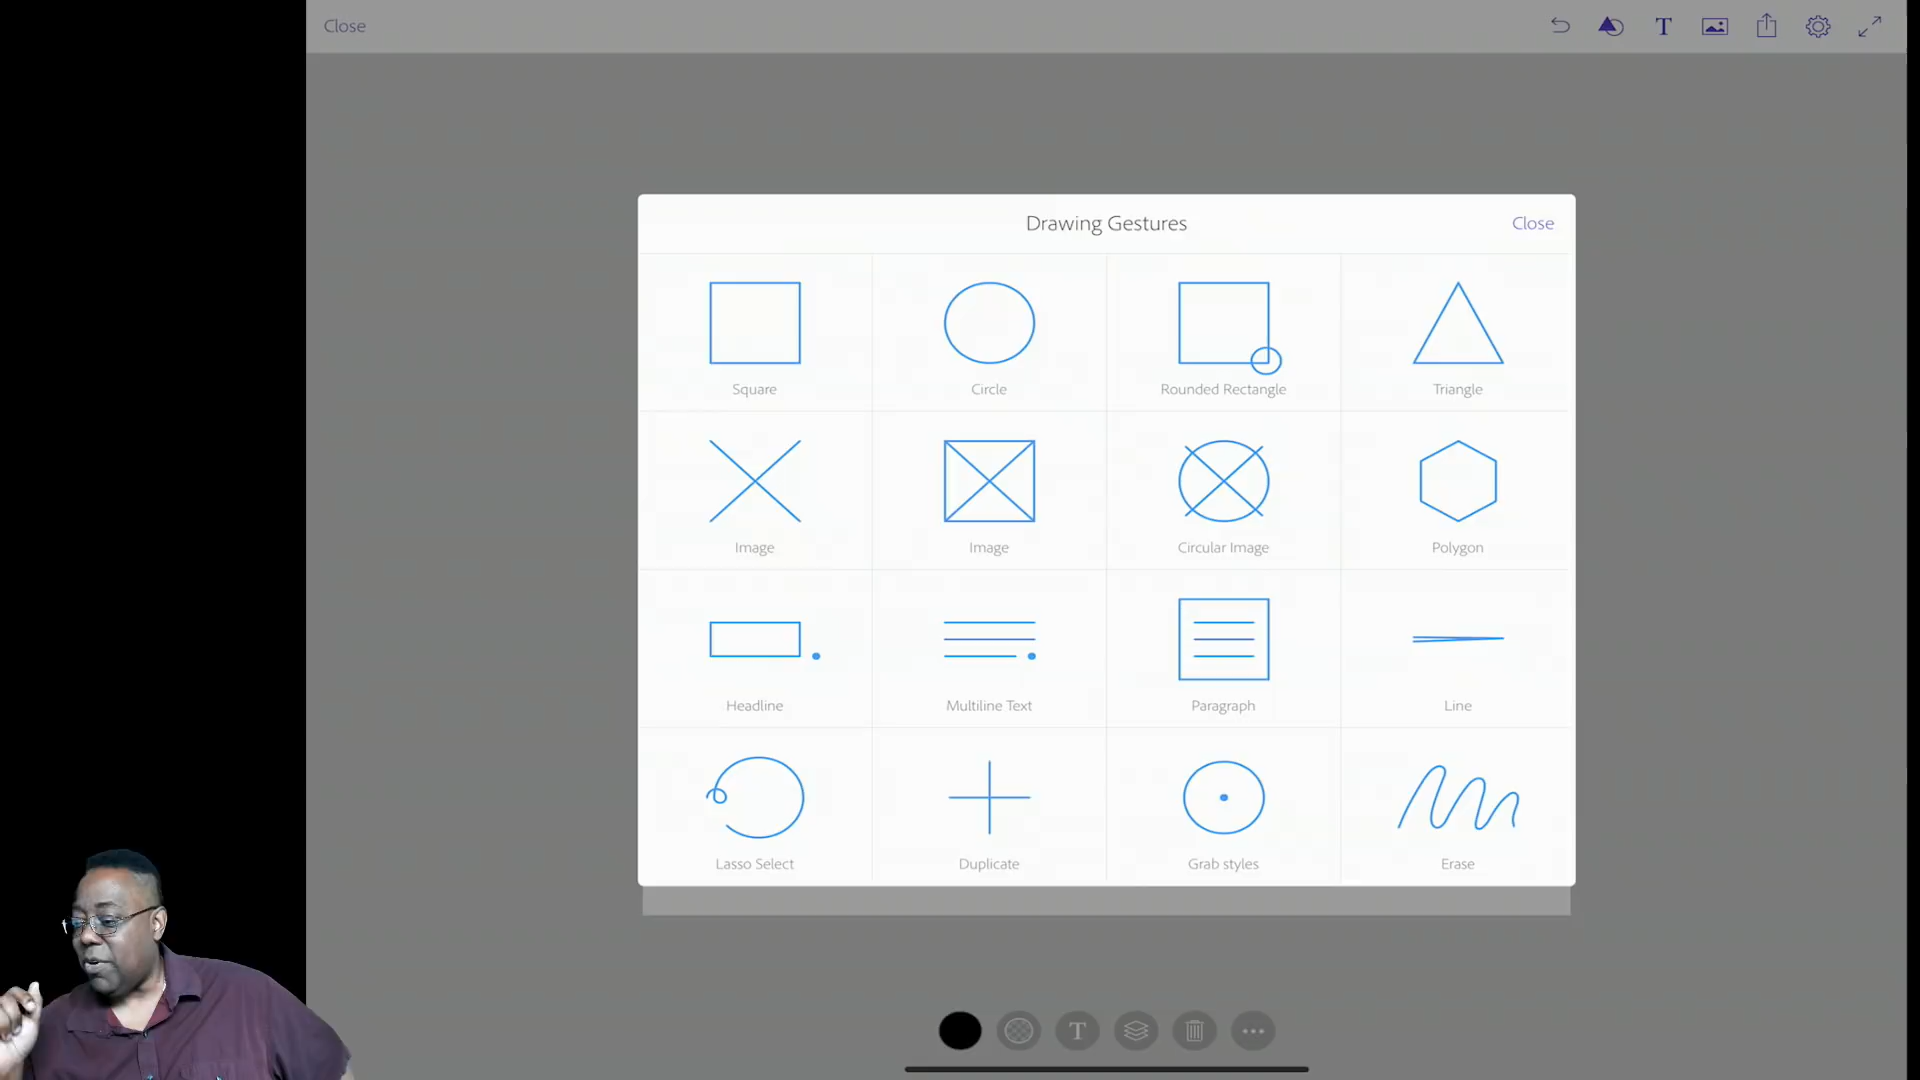 Close
T
Drawing Gestures
Close
Square
Circle
Rounded Rectangle
Triangle
Image
Image
Circular Image
Polygon
Headline
Multiline Text
Paragraph
Line
Lasso Select
Duplicate
Grab styles
Erase
T